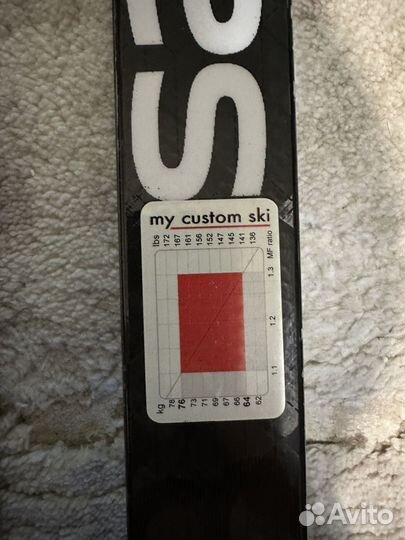 S
my custom ski
lbs 172 167 161 156 152 147 145 141 136 MF ratio
1.3
1.2
1.1
kg 78 76 73 71 69 67 66 64 62
Avito